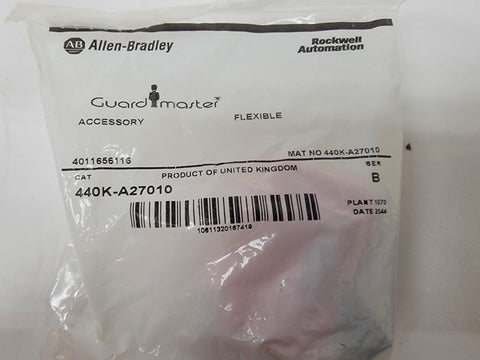 AB Allen-Bradley
Rockwell Automation
Guardmaster
ACCESSORY FLEXIBLE
4011656116 MAT NO 440K-A27010
CAT PRODUCT OF UNITED KINGDOM SER
440K-A27010 B
PLANT 1070
DATE 2044
10611320167419